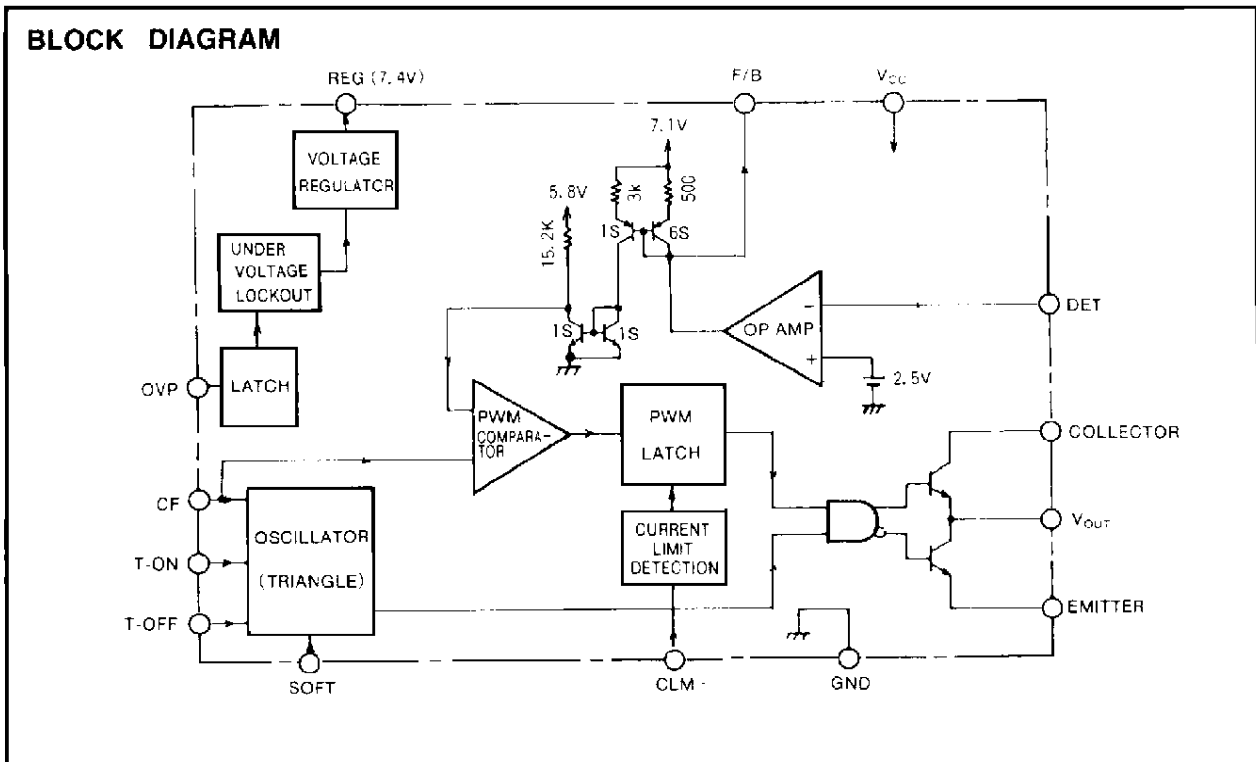 BLOCK DIAGRAM
REG (7.4V)
F/B
VCC
VOLTAGE
REGULATOR
7.1V
3k
500
5.8V
15.2K
1S
6S
UNDER
VOLTAGE
LOCKOUT
1S
1S
OP AMP
-
+
DET
2.5V
OVP
LATCH
PWM
COMPARA-
TOR
PWM
LATCH
COLLECTOR
CF
OSCILLATOR
(TRIANGLE)
CURRENT
LIMIT
DETECTION
VOUT
T-ON
T-OFF
EMITTER
SOFT
CLM -
GND